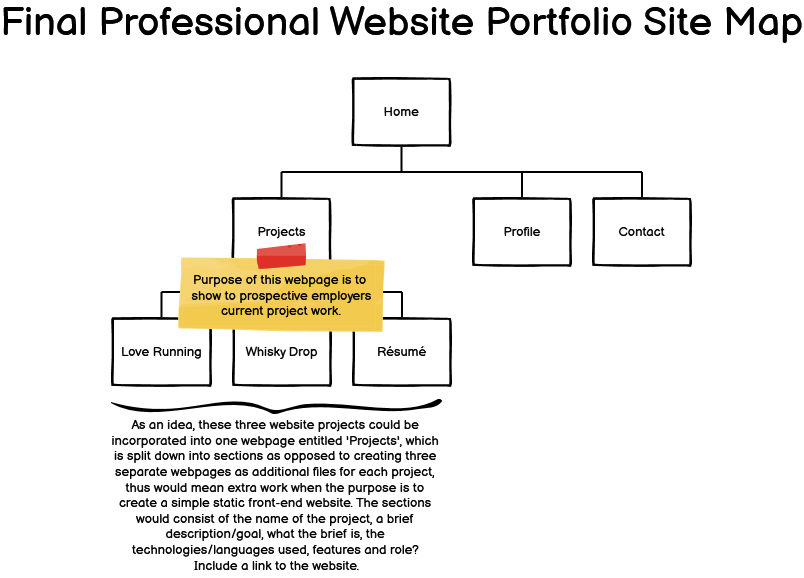 Final Professional Website Portfolio Site Map
Home
Projects
Profile
Contact
Purpose of this webpage is to
show to prospective employers
current project work.
Love Running
Whisky Drop
Résumé
As an idea, these three website projects could be
incorporated into one webpage entitled 'Projects', which
is split down into sections as opposed to creating three
separate webpages as additional files for each project,
thus would mean extra work when the purpose is to
create a simple static front-end website. The sections
would consist of the name of the project, a brief
description/goal, what the brief is, the
technologies/languages used, features and role?
Include a link to the website.